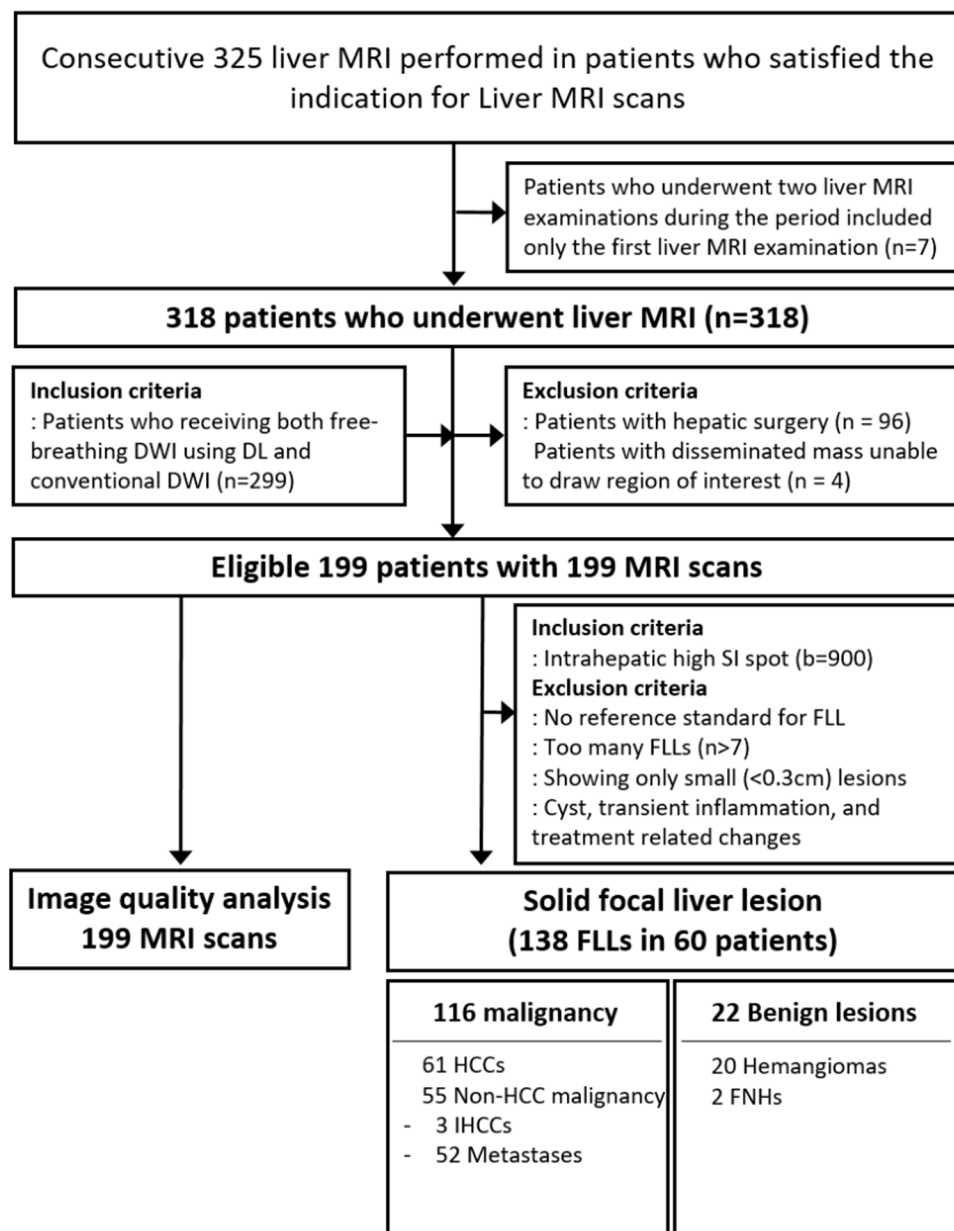 Consecutive 325 liver MRI performed in patients who satisfied the
indication for Liver MRI scans
Patients who underwent two liver MRI
examinations during the period included
only the first liver MRI examination (n=7)
318 patients who underwent liver MRI (n=318)
Inclusion criteria
: Patients who receiving both free-
breathing DWI using DL and
conventional DWI (n=299)
Exclusion criteria
: Patients with hepatic surgery (n = 96)
Patients with disseminated mass unable
to draw region of interest (n = 4)
Eligible 199 patients with 199 MRI scans
Inclusion criteria
: Intrahepatic high SI spot (b=900)
Exclusion criteria
: No reference standard for FLL
: Too many FLLs (n>7)
: Showing only small (<0.3cm) lesions
: Cyst, transient inflammation, and
treatment related changes
Image quality analysis
199 MRI scans
Solid focal liver lesion
(138 FLLs in 60 patients)
116 malignancy
61 HCCs
55 Non-HCC malignancy
- 3 IHCCs
- 52 Metastases
22 Benign lesions
20 Hemangiomas
2 FNHs